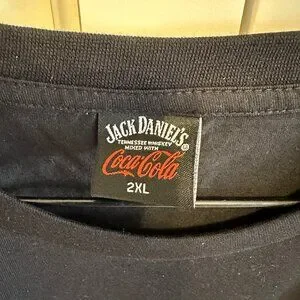 JACK DANIEL'S
TENNESSEE WHISKEY
MIXED WITH
Coca-Cola
2XL